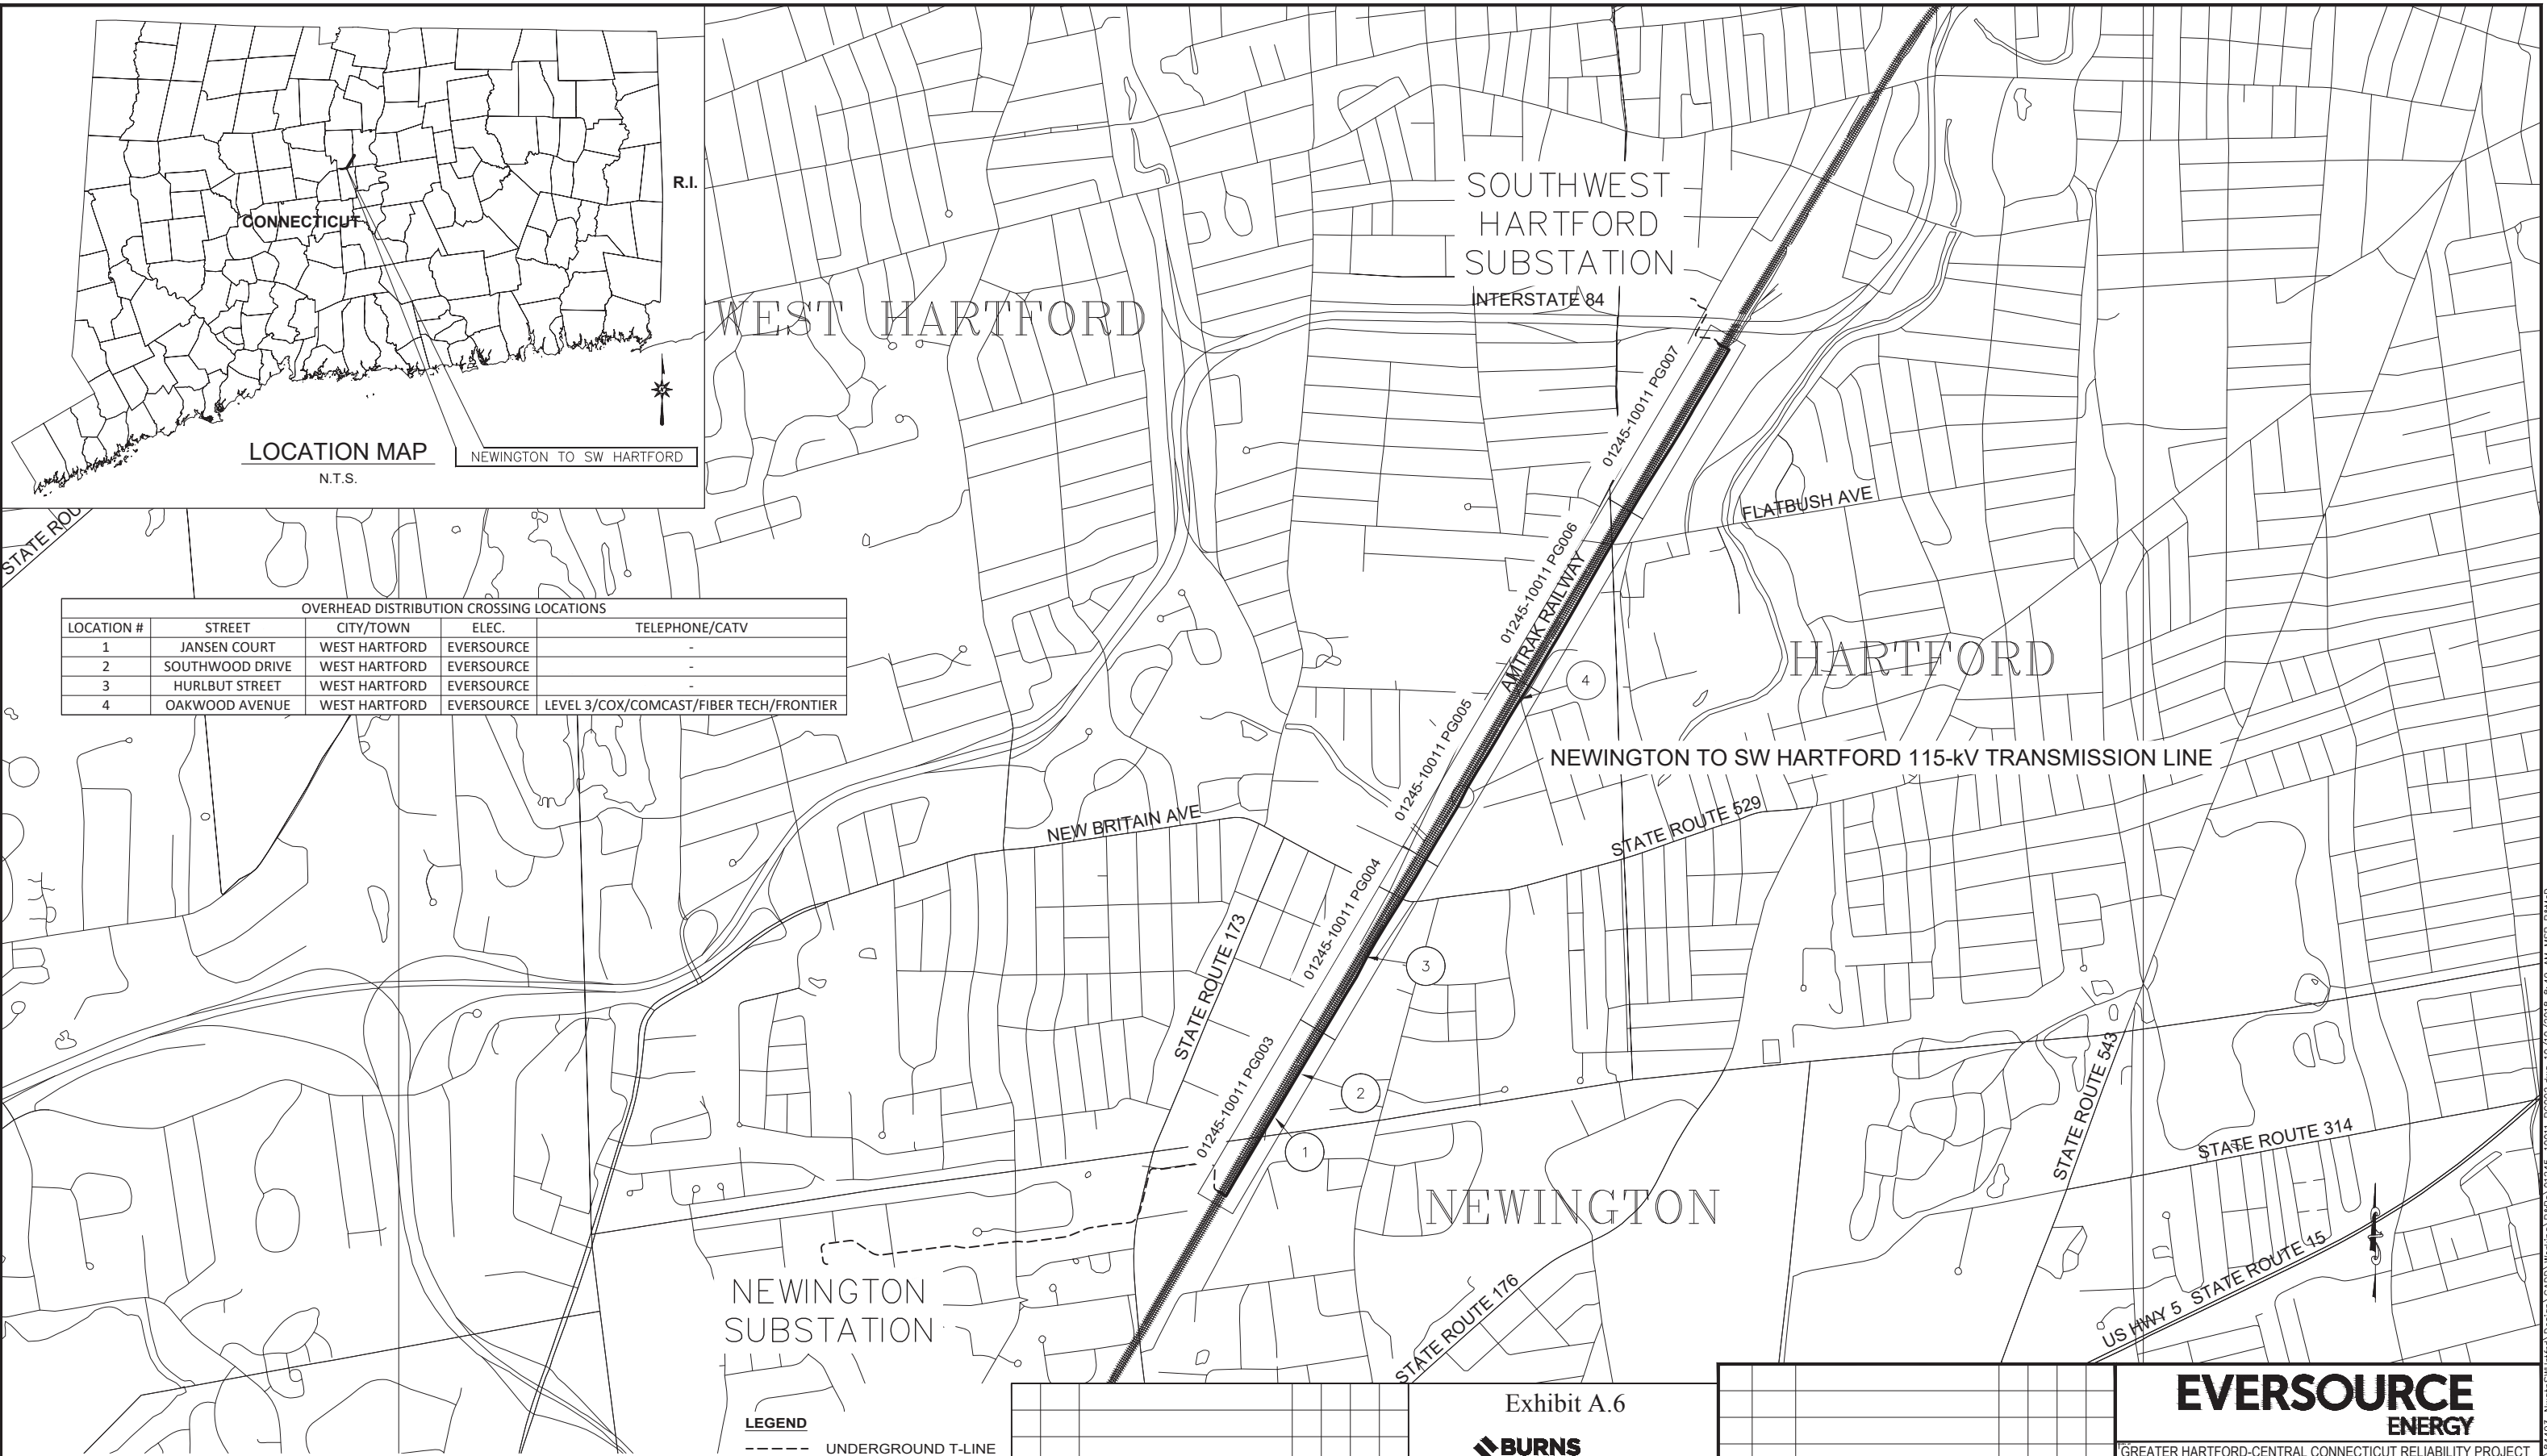 R.I.
CONNECTICUT
LOCATION MAP
N.T.S.
NEWINGTON TO SW HARTFORD
WEST HARTFORD
SOUTHWEST
HARTFORD
SUBSTATION
INTERSTATE 84
01245-10011 PG007
FLATBUSH AVE
01245-10011 PG006
AMTRAK RAILWAY
STATE ROU
OVERHEAD DISTRIBUTION CROSSING LOCATIONS
LOCATION # STREET CITY/TOWN ELEC. TELEPHONE/CATV
1 JANSEN COURT WEST HARTFORD EVERSOURCE -
2 SOUTHWOOD DRIVE WEST HARTFORD EVERSOURCE -
3 HURLBUT STREET WEST HARTFORD EVERSOURCE -
4 OAKWOOD AVENUE WEST HARTFORD EVERSOURCE LEVEL 3/COX/COMCAST/FIBER TECH/FRONTIER
HARTFORD
4
01245-10011 PG005
NEWINGTON TO SW HARTFORD 115-kV TRANSMISSION LINE
NEW BRITAIN AVE
STATE ROUTE 529
01245-10011 PG004
STATE ROUTE 173
3
01245-10011 PG003
2
1
STATE ROUTE 543
STATE ROUTE 314
NEWINGTON
STATE ROUTE 176
US HWY 5 STATE ROUTE 15
NEWINGTON
SUBSTATION
LEGEND
UNDERGROUND T-LINE
Exhibit A.6
BURNS
EVERSOURCE
ENERGY
GREATER HARTFORD-CENTRAL CONNECTICUT RELIABILITY PROJECT